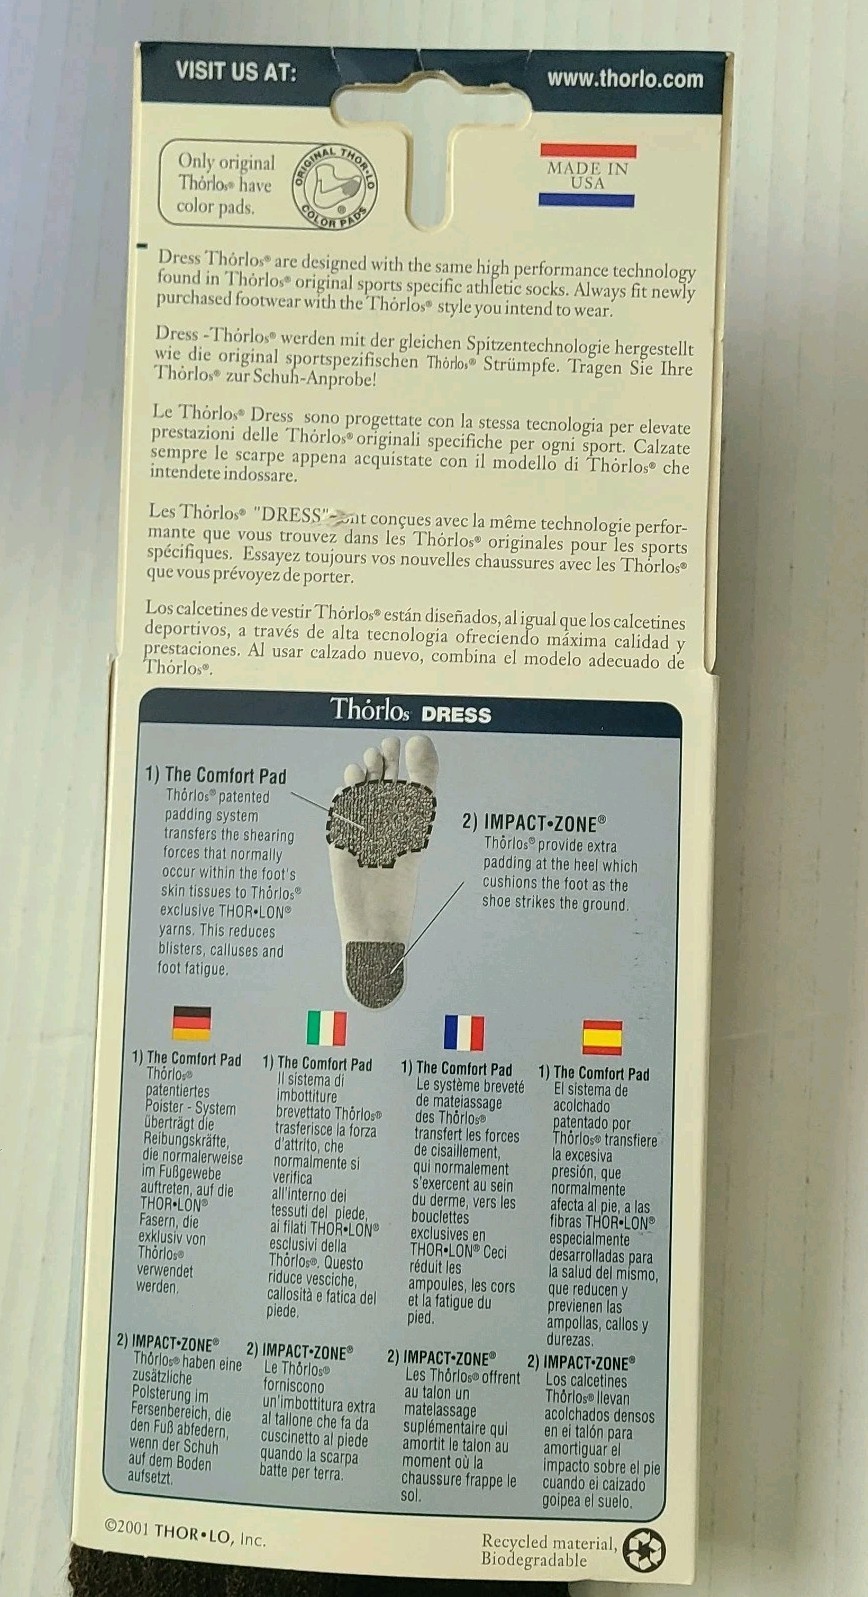 VISIT US AT:
www.thorlo.com
Only original
Thórlos® have
color pads.
ORIGINAL THOR•LO
COLOR PADS
®
MADE IN
USA
Dress Thórlos® are designed with the same high performance technology
found in Thórlos® original sports specific athletic socks. Always fit newly
purchased footwear with the Thórlos® style you intend to wear.
Dress -Thórlos® werden mit der gleichen Spitzentechnologie hergestellt
wie die original sportspezifischen Thórlos® Strümpfe. Tragen Sie Ihre
Thórlos® zur Schuh-Anprobe!
Le Thórlos® Dress sono progettate con la stessa tecnologia per elevate
prestazioni delle Thórlos® originali specifiche per ogni sport. Calzate
sempre le scarpe appena acquistate con il modello di Thórlos® che
intendete indossare.
Les Thórlos® "DRESS" conçues avec la même technologie perfor-
mante que vous trouvez dans les Thórlos® originales pour les sports
spécifiques. Essayez toujours vos nouvelles chaussures avec les Thórlos®
que vous prévoyez de porter.
Los calcetines de vestir Thórlos® están diseñados, al igual que los calcetines
deportivos, a través de alta tecnología ofreciendo máxima calidad y
prestaciones. Al usar calzado nuevo, combina el modelo adecuado de
Thórlos®.
Thórlos DRESS
1) The Comfort Pad
Thórlos® patented
padding system
transfers the shearing
forces that normally
occur within the foot's
skin tissues to Thórlos®
exclusive THOR•LON®
yarns. This reduces
blisters, calluses and
foot fatigue.
2) IMPACT•ZONE®
Thórlos® provide extra
padding at the heel which
cushions the foot as the
shoe strikes the ground.
1) The Comfort Pad
Thórlos®
patentiertes
Polster - System
überträgt die
Reibungskräfte,
die normalerweise
im Fußgewebe
auftreten, auf die
THOR•LON®
Fasern, die
exklusiv von
Thórlos®
verwendet
werden.
2) IMPACT•ZONE®
Thórlos® haben eine
zusätzliche
Polsterung im
Fersenbereich, die
den Fuß abfedern,
wenn der Schuh
auf dem Boden
aufsetzt.
1) The Comfort Pad
Il sistema di
imbottiture
brevettato Thórlos®
trasferisce la forza
d'attrito, che
normalmente si
verifica
all'interno dei
tessuti del piede,
ai filati THOR•LON®
esclusivi della
Thórlos®. Questo
riduce vesciche,
callosità e fatica del
piede.
2) IMPACT•ZONE®
Le Thórlos®
forniscono
un'imbottitura extra
al tallone che fa da
cuscinetto al piede
quando la scarpa
batte per terra.
1) The Comfort Pad
Le système breveté
de matelassage
des Thórlos®
transfert les forces
de cisaillement,
qui normalement
s'exercent au sein
du derme, vers les
bouclettes
exclusives en
THOR•LON® Ceci
réduit les
ampoules, les cors
et la fatigue du
pied.
2) IMPACT•ZONE®
Les Thórlos® offrent
au talon un
matelassage
suplémentaire qui
amortit le talon au
moment où la
chaussure frappe le
sol.
1) The Comfort Pad
El sistema de
acolchado
patentado por
Thórlos® transfiere
la excesiva
presión, que
normalmente
afecta al pie, a las
fibras THOR•LON®
especialmente
desarrolladas para
la salud del mismo,
que reducen y
previenen las
ampollas, callos y
durezas.
2) IMPACT•ZONE®
Los calcetines
Thórlos® llevan
acolchados densos
en el talón para
amortiguar el
impacto sobre el pie
cuando el calzado
golpea el suelo.
©2001 THOR•LO, Inc.
Recycled material,
Biodegradable